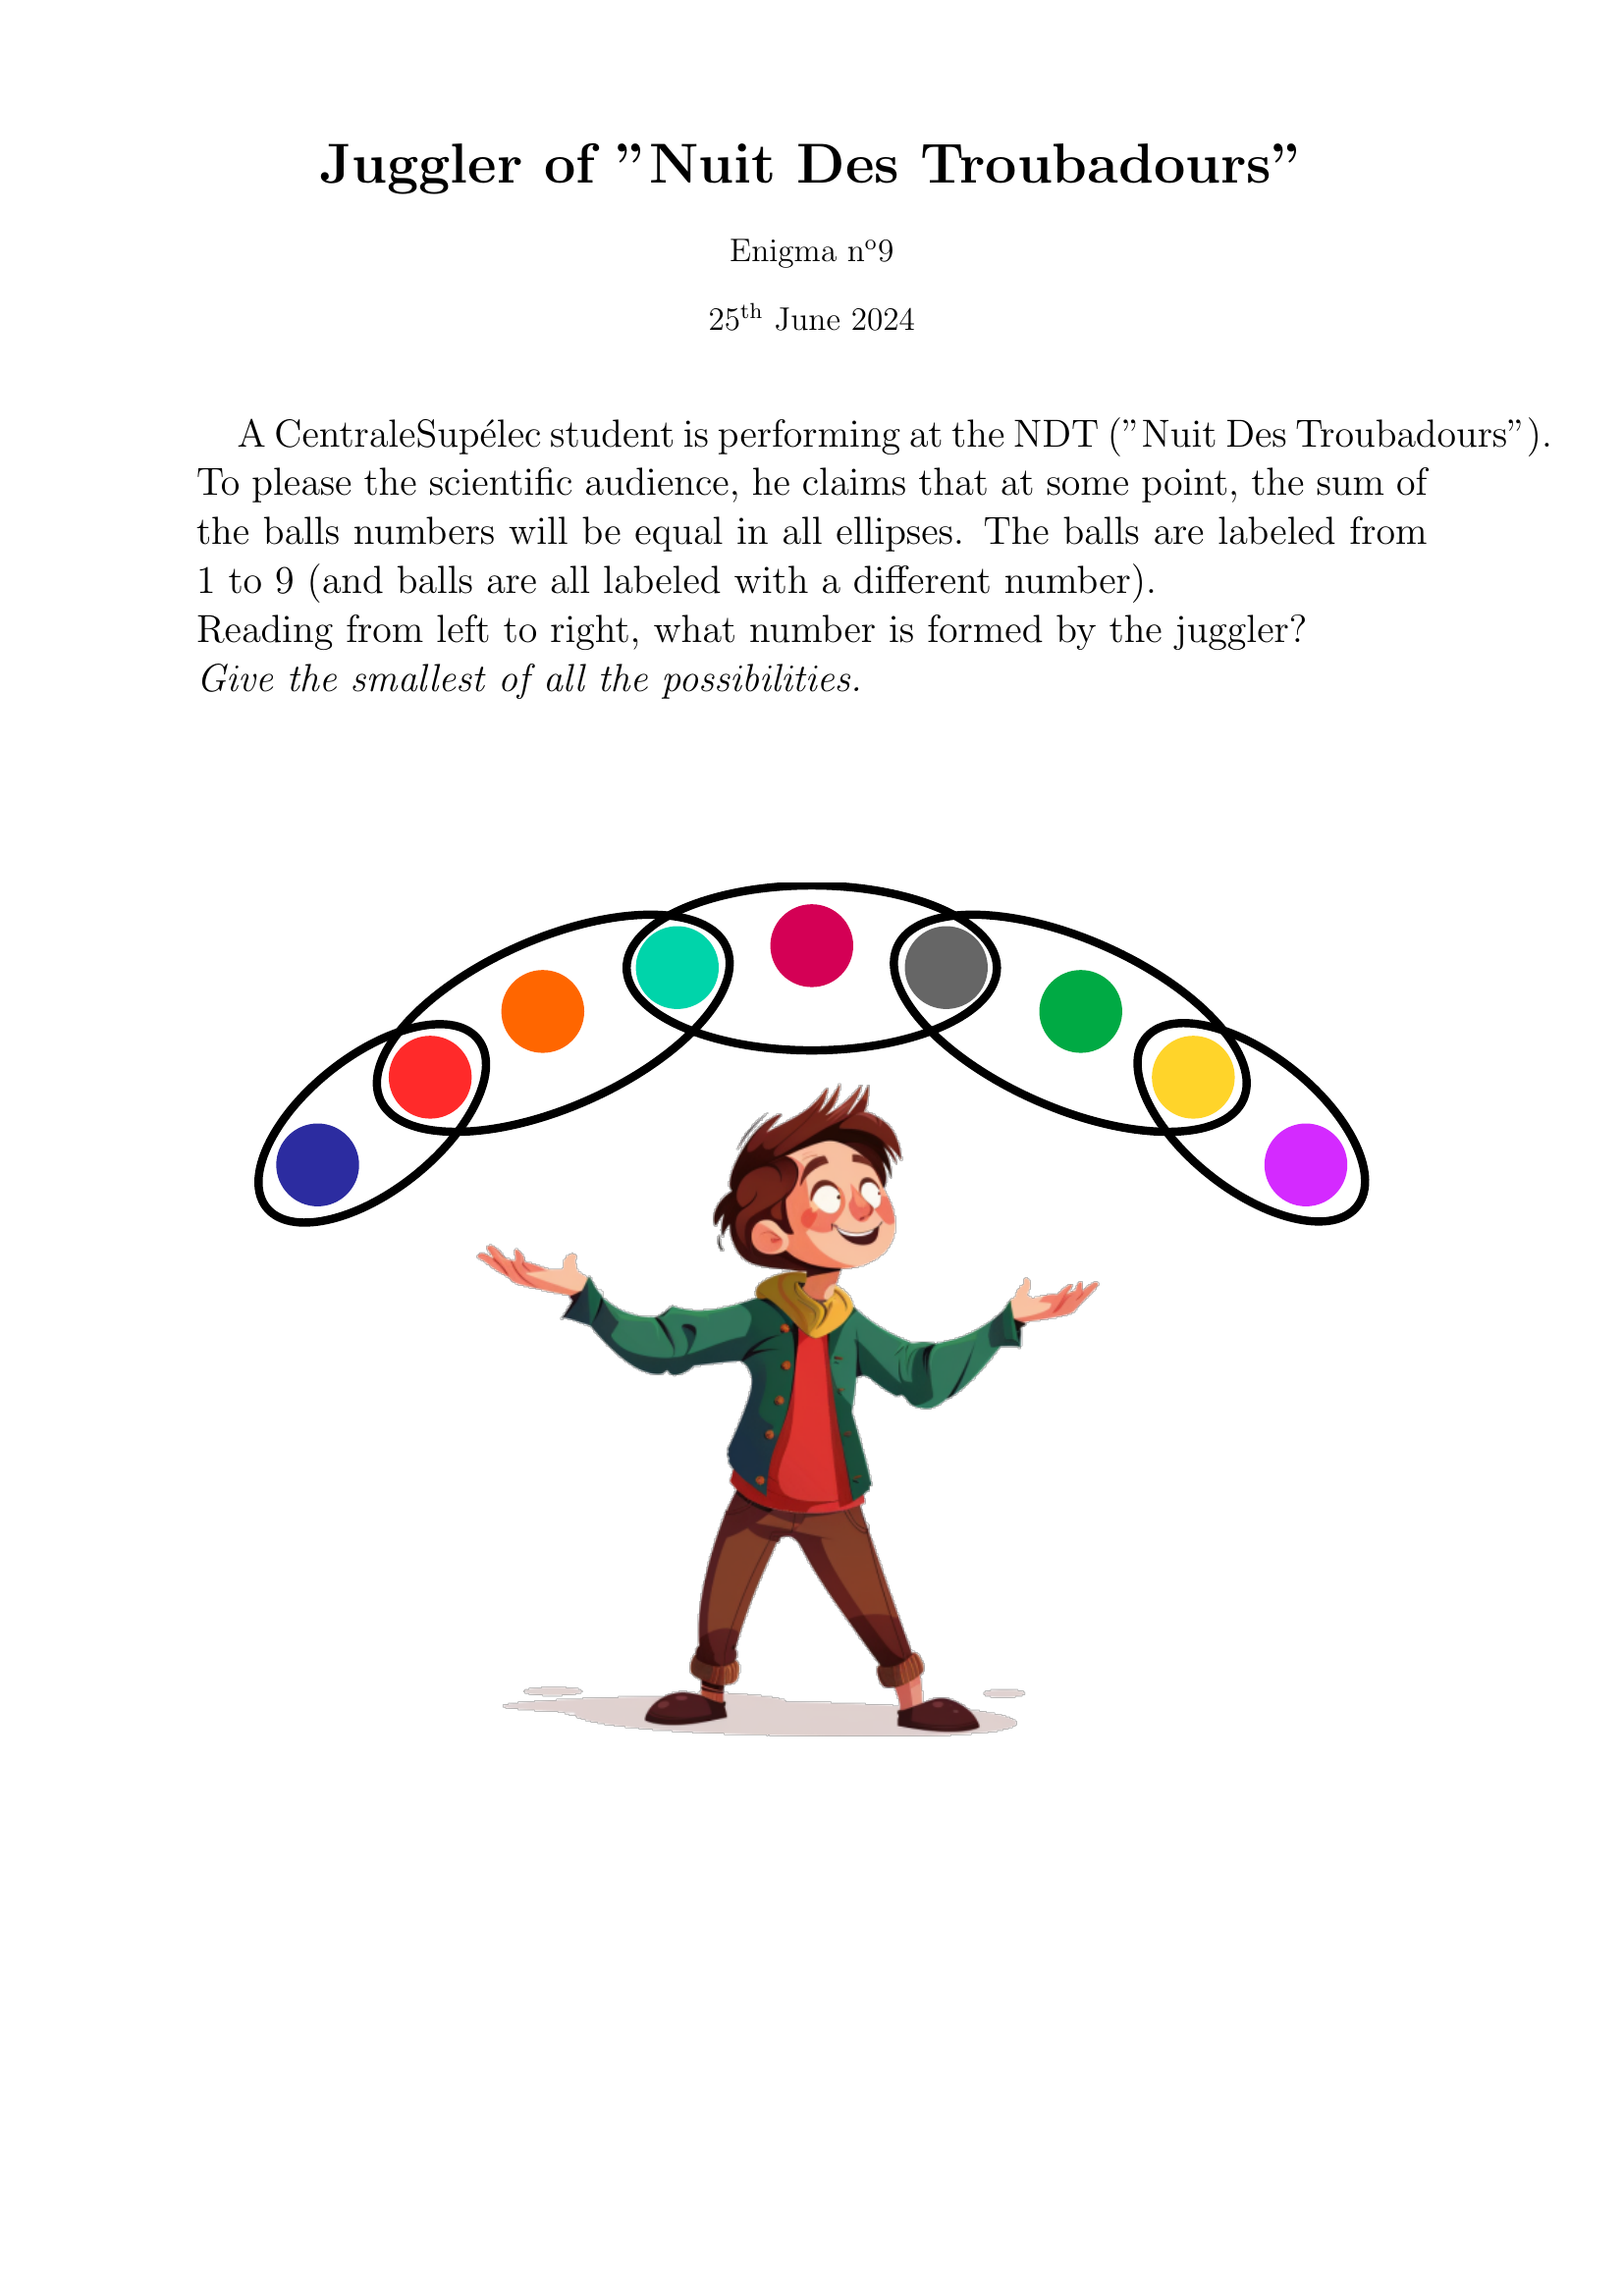 Juggler of ”Nuit Des Troubadours”
Enigma nº9
25th June 2024
A CentraleSupélec student is performing at the NDT (”Nuit Des Troubadours”).
To please the scientific audience, he claims that at some point, the sum of
the balls numbers will be equal in all ellipses. The balls are labeled from
1 to 9 (and balls are all labeled with a different number).
Reading from left to right, what number is formed by the juggler?
Give the smallest of all the possibilities.